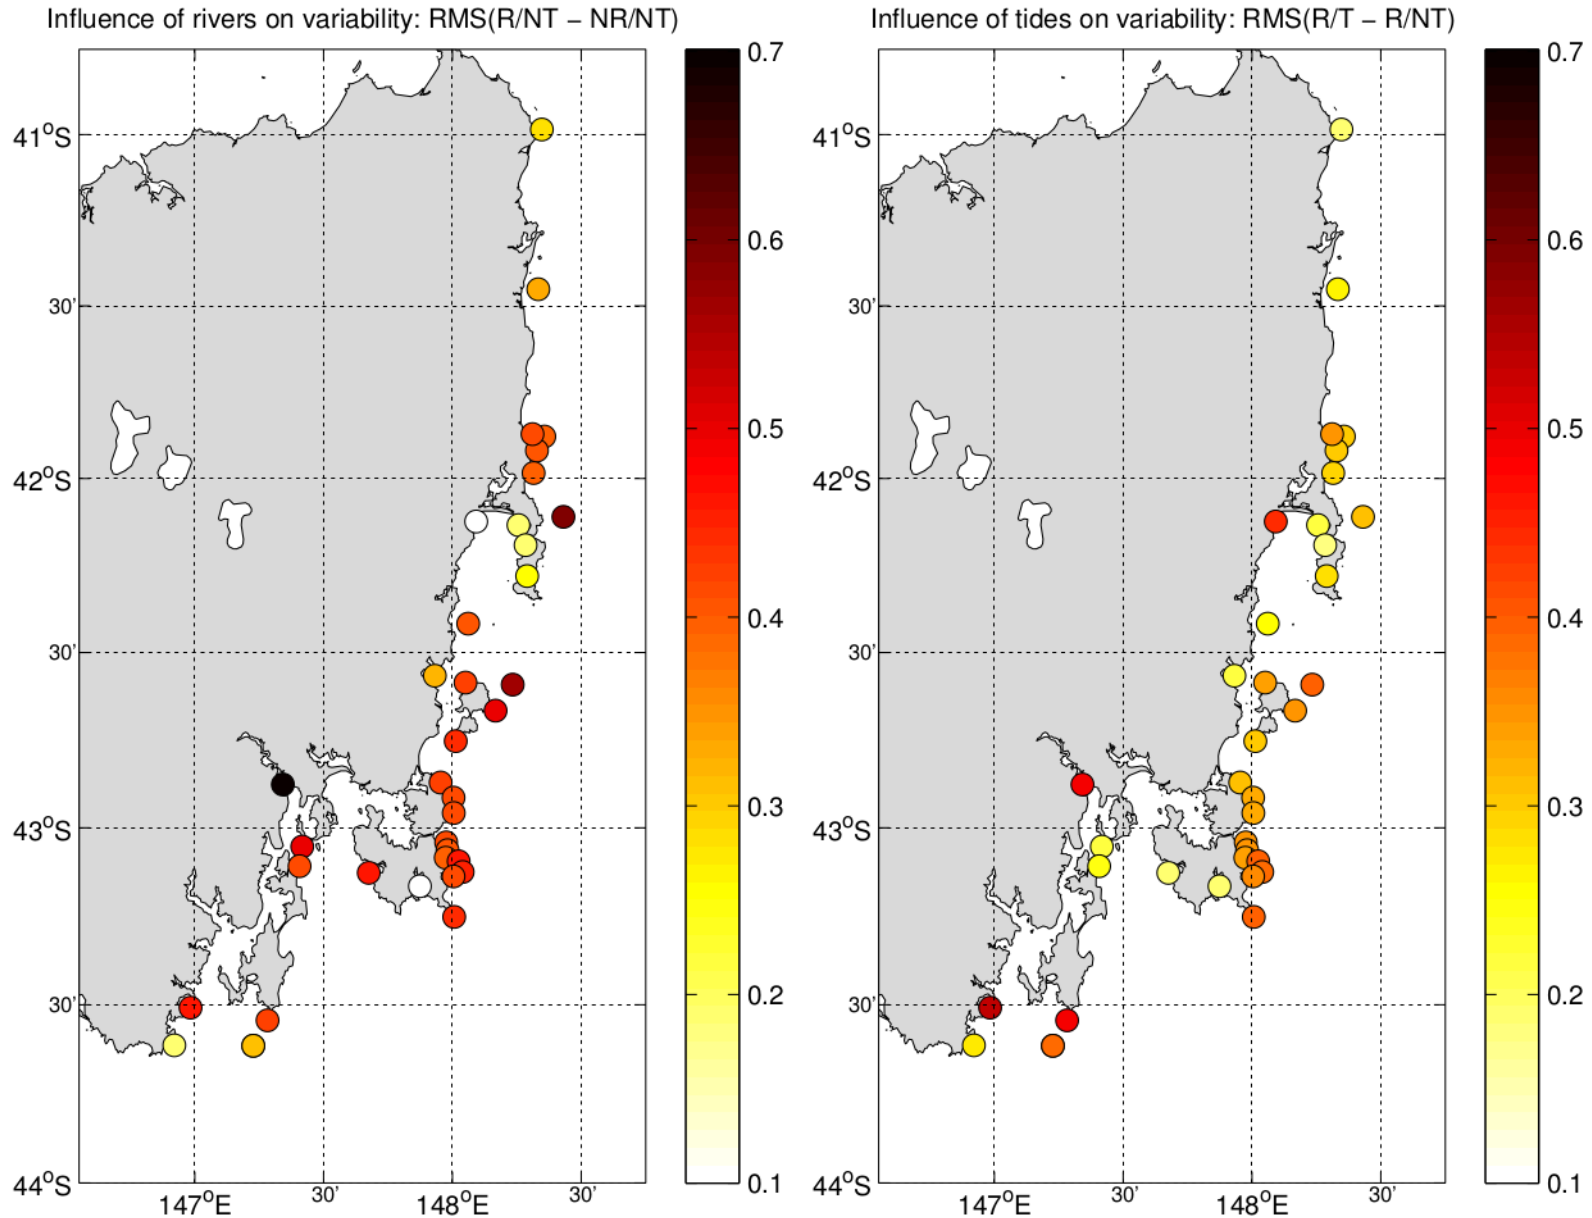 Influence of rivers on variability: RMS(R/NT − NR/NT)
Influence of tides on variability: RMS(R/T − R/NT)
41°S
30'
42°S
30'
43°S
30'
44°S
147°E
30'
148°E
30'
0.7
0.6
0.5
0.4
0.3
0.2
0.1
41°S
30'
42°S
30'
43°S
30'
44°S
147°E
30'
148°E
30'
0.7
0.6
0.5
0.4
0.3
0.2
0.1